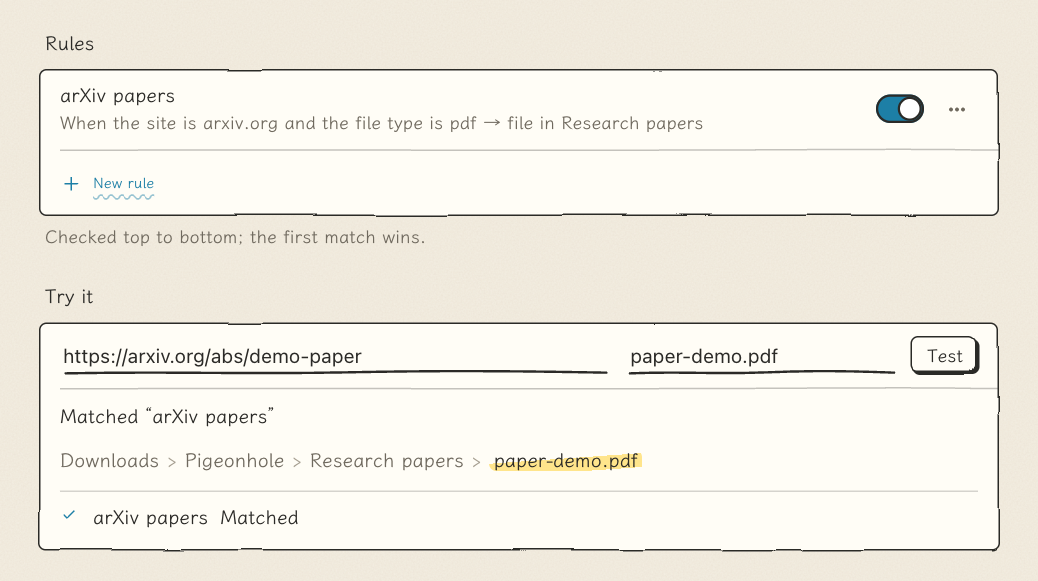 Rules
arXiv papers
When the site is arxiv.org and the file type is pdf → file in Research papers
+ New rule
Checked top to bottom; the first match wins.
Try it
https://arxiv.org/abs/demo-paper paper-demo.pdf Test
Matched “arXiv papers”
Downloads > Pigeonhole > Research papers > paper-demo.pdf
arXiv papers Matched